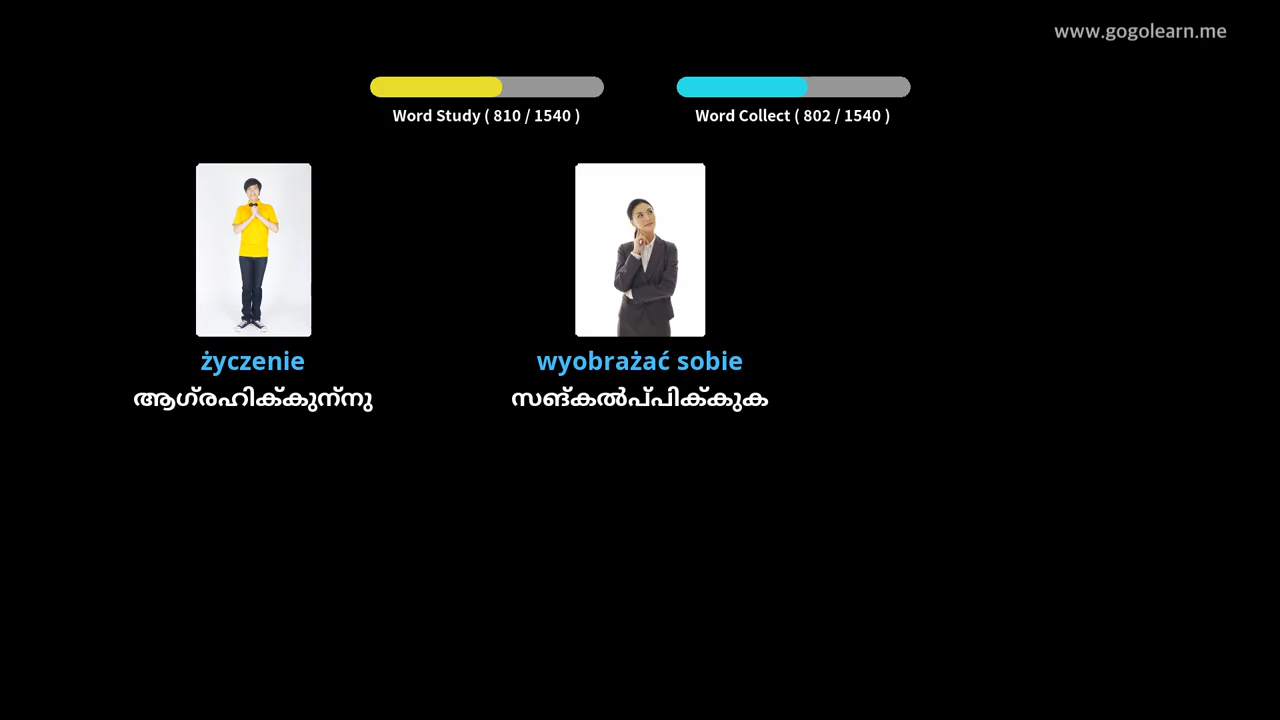 www.gogolearn.me
Word Study ( 810 / 1540 )
Word Collect ( 802 / 1540 )
życzenie
wyobrażać sobie
ആഗ്രഹിക്കുന്നു
സങ്കൽപ്പിക്കുക